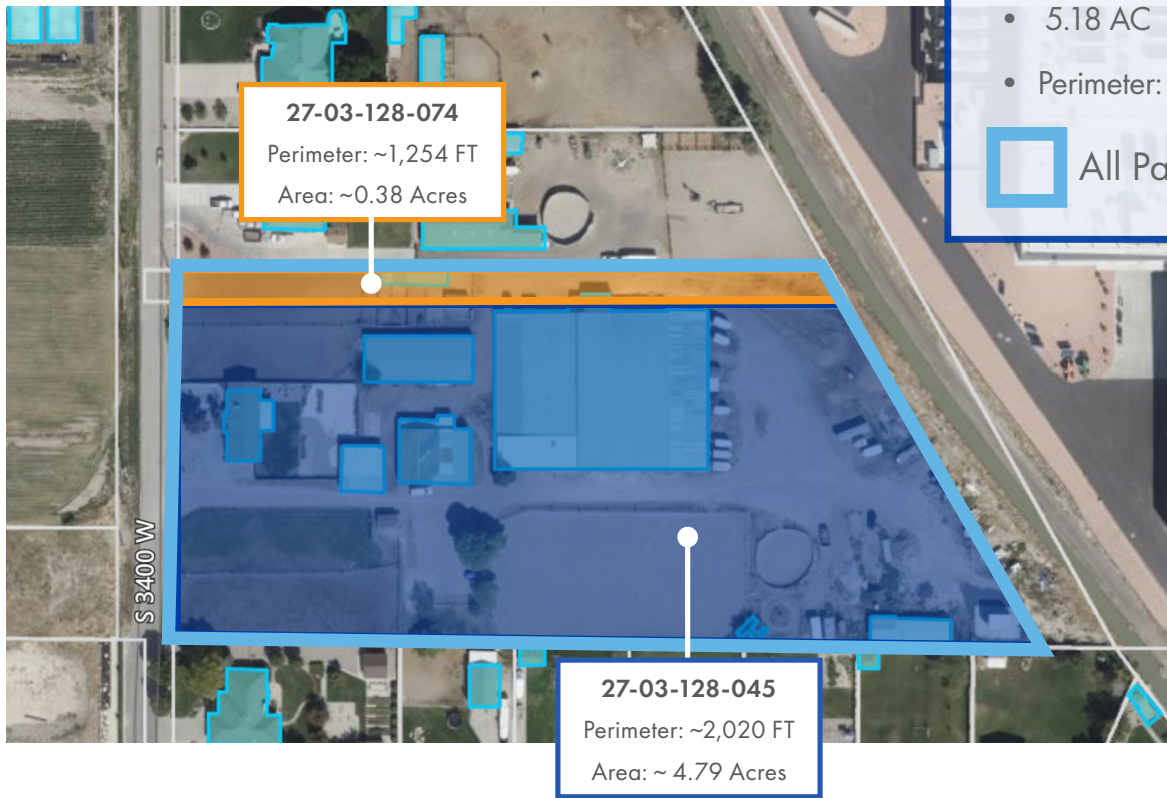 5.18 AC
Perimeter:
All Pa
27-03-128-074
Perimeter: ~1,254 FT
Area: ~0.38 Acres
S 3400 W
27-03-128-045
Perimeter: ~2,020 FT
Area: ~ 4.79 Acres